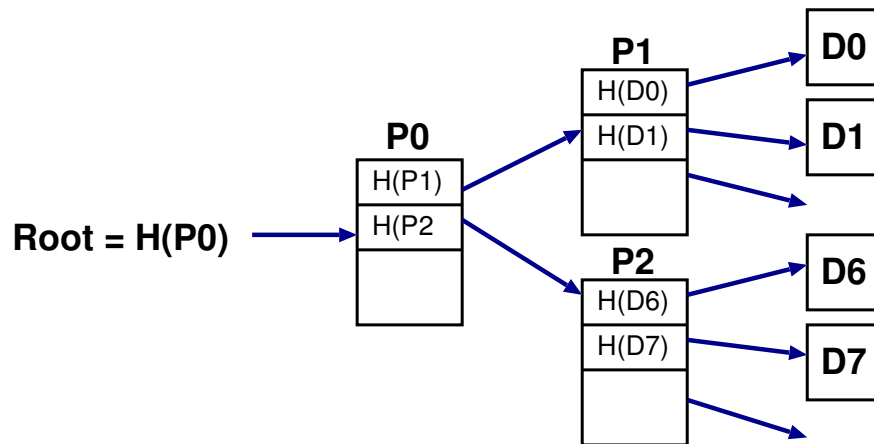 Root = H(P0)
P0
H(P1)
H(P2
P1
H(D0)
H(D1)
P2
H(D6)
H(D7)
D0
D1
D6
D7